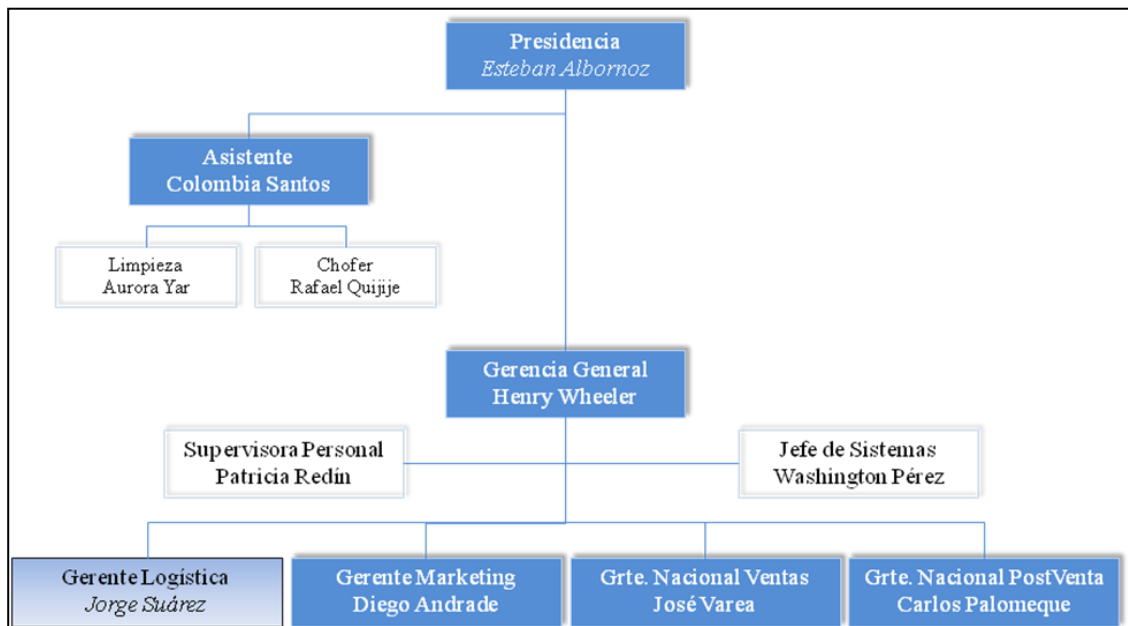 Presidencia
Esteban Albornoz
Asistente
Colombia Santos
Limpieza
Aurora Yar
Chofer
Rafael Quijije
Gerencia General
Henry Wheeler
Supervisora Personal
Patricia Redín
Jefe de Sistemas
Washington Pérez
Gerente Logística
Jorge Suárez
Gerente Marketing
Diego Andrade
Grte. Nacional Ventas
José Varea
Grte. Nacional PostVenta
Carlos Palomeque